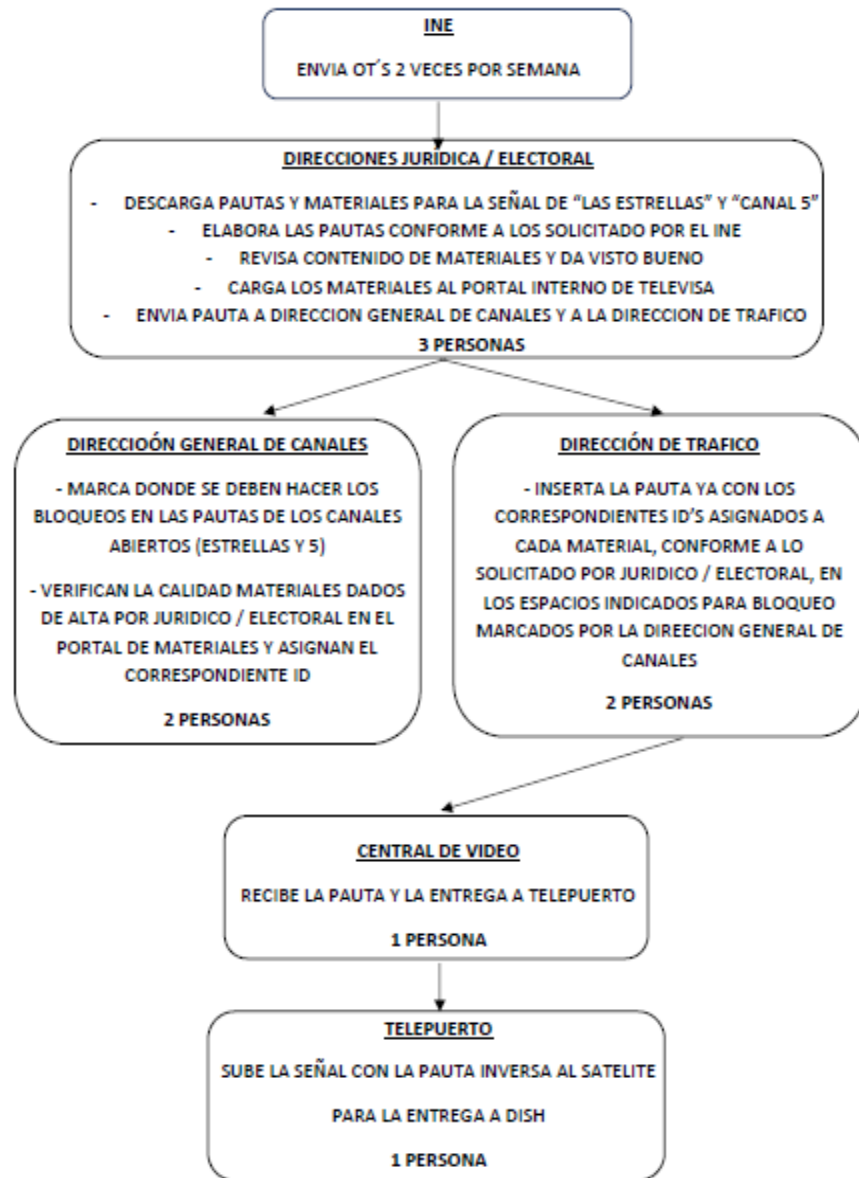 INE
ENVIA OT´S 2 VECES POR SEMANA
DIRECCIONES JURÍDICA / ELECTORAL
- DESCARGA PAUTAS Y MATERIALES PARA LA SEÑAL DE “LAS ESTRELLAS” Y “CANAL 5”
- ELABORA LAS PAUTAS CONFORME A LOS SOLICITADO POR EL INE
- REVISA CONTENIDO DE MATERIALES Y DA VISTO BUENO
- CARGA LOS MATERIALES AL PORTAL INTERNO DE TELEVISA
- ENVIA PAUTA A DIRECCION GENERAL DE CANALES Y A LA DIRECCION DE TRAFICO
3 PERSONAS
DIRECCIOÓN GENERAL DE CANALES
- MARCA DONDE SE DEBEN HACER LOS
BLOQUEOS EN LAS PAUTAS DE LOS CANALES
ABIERTOS (ESTRELLAS Y 5)
- VERIFICAN LA CALIDAD MATERIALES DADOS
DE ALTA POR JURIDICO / ELECTORAL EN EL
PORTAL DE MATERIALES Y ASIGNAN EL
CORRESPONDIENTE ID
2 PERSONAS
DIRECCIÓN DE TRAFICO
- INSERTA LA PAUTA YA CON LOS
CORRESPONDIENTES ID’S ASIGNADOS A
CADA MATERIAL, CONFORME A LO
SOLICITADO POR JURIDICO / ELECTORAL, EN
LOS ESPACIOS INDICADOS PARA BLOQUEO
MARCADOS POR LA DIREECION GENERAL DE
CANALES
2 PERSONAS
CENTRAL DE VIDEO
RECIBE LA PAUTA Y LA ENTREGA A TELEPUERTO
1 PERSONA
TELEPUERTO
SUBE LA SEÑAL CON LA PAUTA INVERSA AL SATELITE
PARA LA ENTREGA A DISH
1 PERSONA